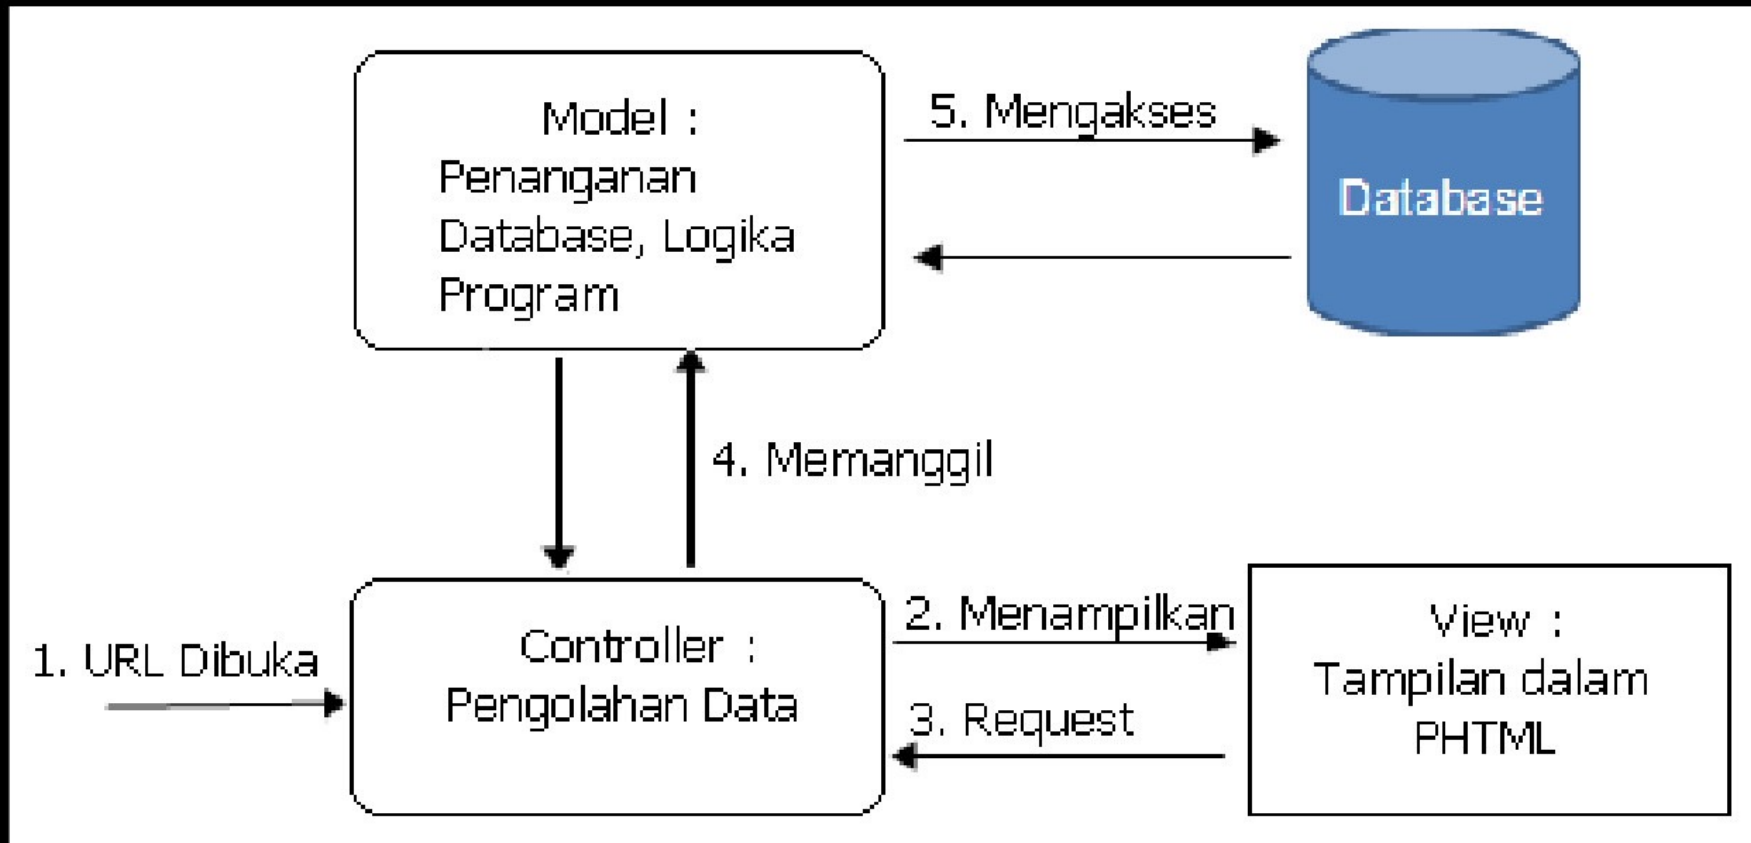 Model :
Penanganan
Database, Logika
Program
5. Mengakses
Database
4. Memanggil
1. URL Dibuka
Controller :
Pengolahan Data
2. Menampilkan
3. Request
View :
Tampilan dalam
PHTML